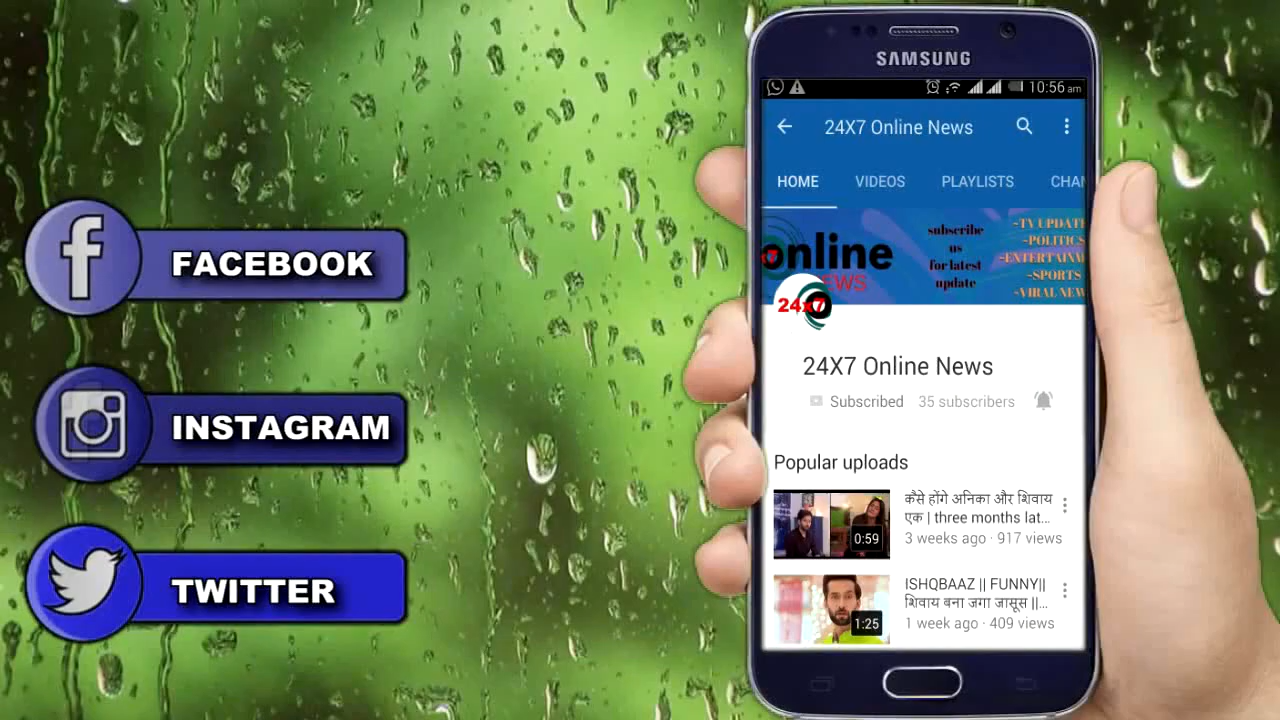 FACEBOOK
INSTAGRAM
TWITTER
SAMSUNG
10:56 am
24X7 Online News
HOME VIDEOS PLAYLISTS CHAN
online
NEWS
subscribe
us
for latest
update
~TV UPDATE
~POLITICS
~ENTERTAINM
~SPORTS
~VIRAL NEW
24x7
24X7 Online News
Subscribed 35 subscribers
Popular uploads
0:59
कैसे होंगे अनिका और शिवाय
एक | three months lat...
3 weeks ago · 917 views
1:25
ISHQBAAZ || FUNNY||
शिवाय बना जगा जासूस ||...
1 week ago · 409 views